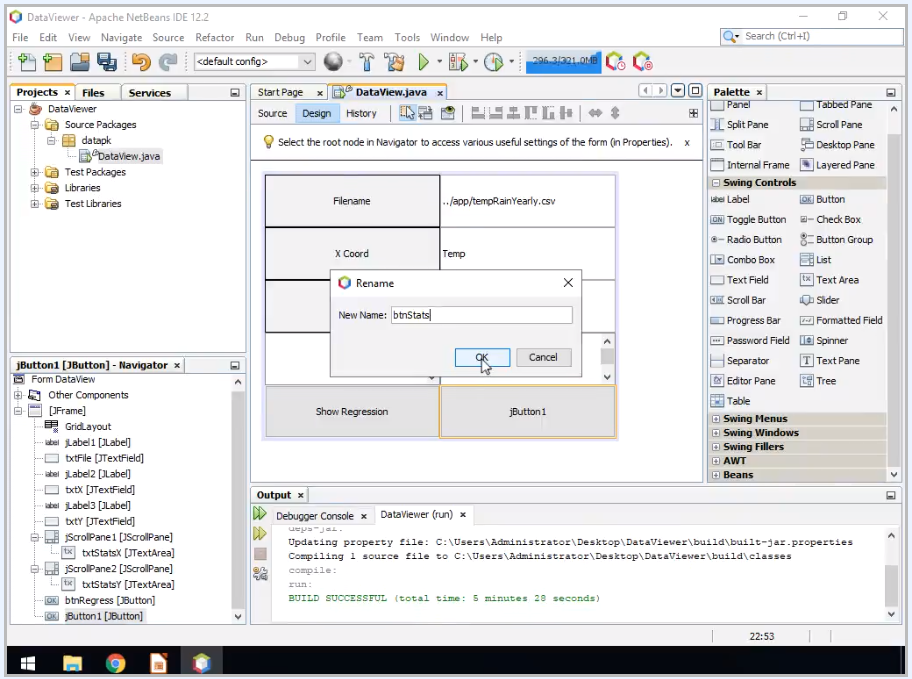 DataViewer - Apache NetBeans IDE 12.2
File Edit View Navigate Source Refactor Run Debug Profile Team Tools Window Help
Search (Ctrl+I)
<default config>
296.3/321.0MB
Projects × Files Services
DataViewer
Source Packages
datapk
DataView.java
Test Packages
Libraries
Test Libraries
Start Page × DataView.java ×
Source Design History
Select the root node in Navigator to access various useful settings of the form (in Properties). x
Filename
../app/tempRainYearly.csv
X Coord
Temp
Rename
New Name: btnStats
OK Cancel
Show Regression
jButton1
Palette ×
Panel Tabbed Pane
Split Pane Scroll Pane
Tool Bar Desktop Pane
Internal Frame Layered Pane
Swing Controls
label Label OK Button
ON Toggle Button Check Box
Radio Button Button Group
Combo Box List
Text Field Text Area
Scroll Bar Slider
Progress Bar Formatted Field
Password Field Spinner
Separator Text Pane
Editor Pane Tree
Table
Swing Menus
Swing Windows
Swing Fillers
AWT
Beans
jButton1 [JButton] - Navigator ×
Form DataView
Other Components
[JFrame]
GridLayout
label jLabel1 [JLabel]
txtFile [JTextField]
label jLabel2 [JLabel]
txtX [JTextField]
label jLabel3 [JLabel]
txtY [JTextField]
jScrollPane1 [JScrollPane]
tx txtStatsX [JTextArea]
jScrollPane2 [JScrollPane]
tx txtStatsY [JTextArea]
OK btnRegress [JButton]
OK jButton1 [JButton]
Output ×
Debugger Console × DataViewer (run) ×
deps-jar:
Updating property file: C:\Users\Administrator\Desktop\DataViewer\build\built-jar.properties
Compiling 1 source file to C:\Users\Administrator\Desktop\DataViewer\build\classes
compile:
run:
BUILD SUCCESSFUL (total time: 5 minutes 28 seconds)
22:53